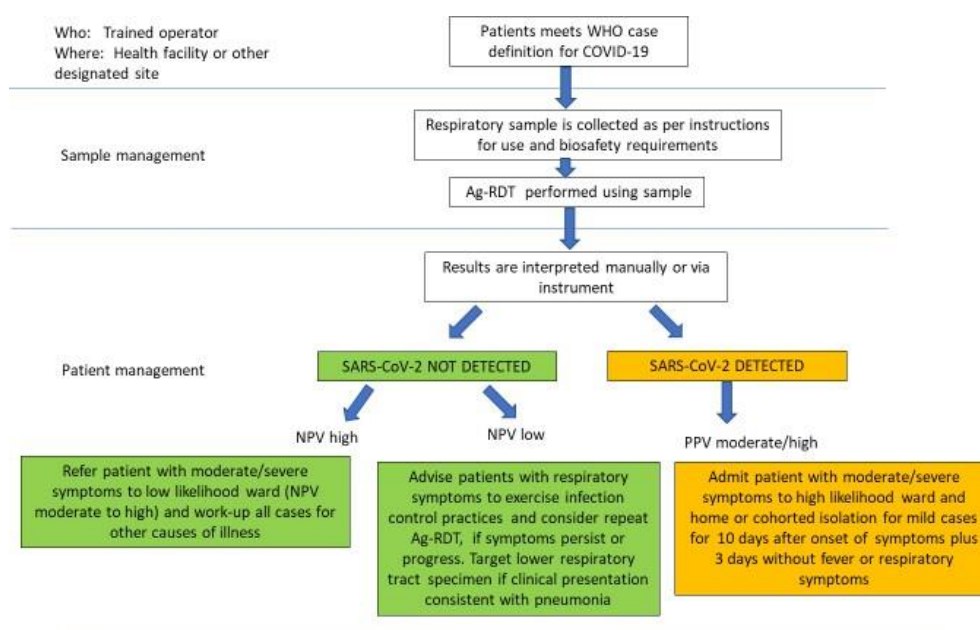 Who: Trained operator
Where: Health facility or other
designated site
Patients meets WHO case
definition for COVID-19
Sample management
Respiratory sample is collected as per instructions
for use and biosafety requirements
Ag-RDT performed using sample
Results are interpreted manually or via
instrument
Patient management
SARS-CoV-2 NOT DETECTED
SARS-CoV-2 DETECTED
NPV high
NPV low
PPV moderate/high
Refer patient with moderate/severe
symptoms to low likelihood ward (NPV
moderate to high) and work-up all cases for
other causes of illness
Advise patients with respiratory
symptoms to exercise infection
control practices and consider repeat
Ag-RDT, if symptoms persist or
progress. Target lower respiratory
tract specimen if clinical presentation
consistent with pneumonia
Admit patient with moderate/severe
symptoms to high likelihood ward and
home or cohorted isolation for mild cases
for 10 days after onset of symptoms plus
3 days without fever or respiratory
symptoms